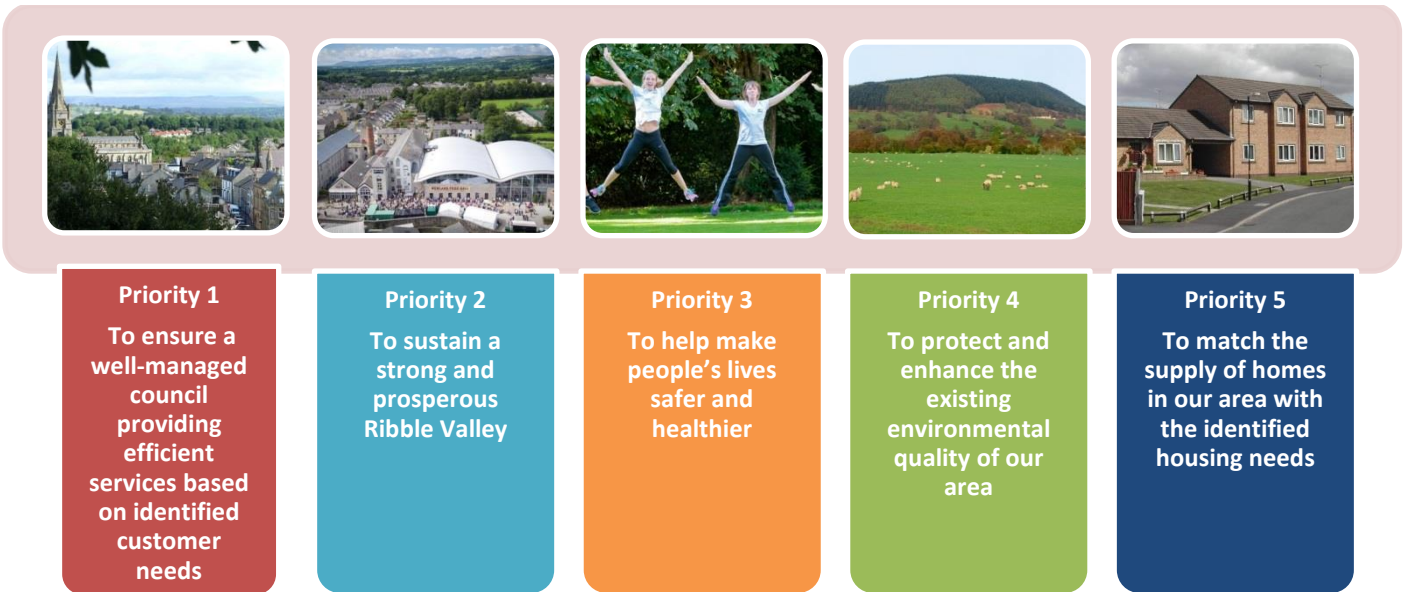 Priority 1
To ensure a
well-managed
council
providing
efficient
services based
on identified
customer
needs
Priority 2
To sustain a
strong and
prosperous
Ribble Valley
Priority 3
To help make
people's lives
safer and
healthier
Priority 4
To protect and
enhance the
existing
environmental
quality of our
area
Priority 5
To match the
supply of homes
in our area with
the identified
housing needs